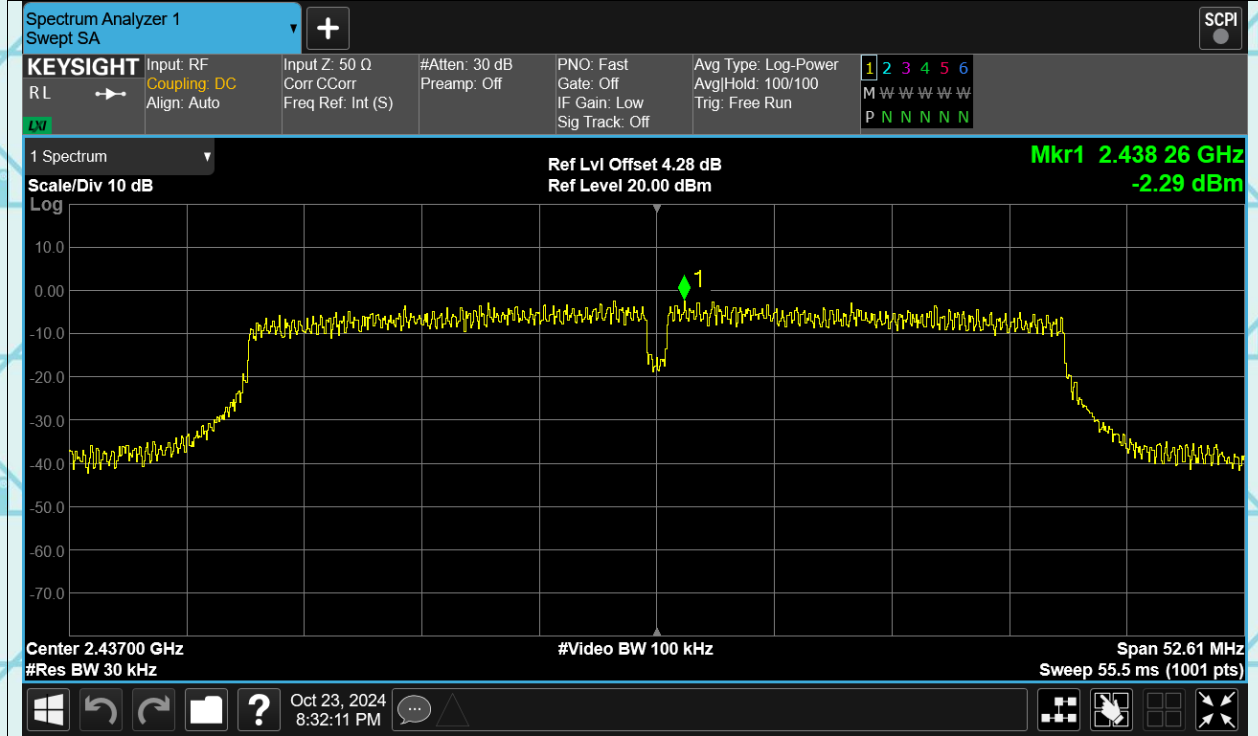 Spectrum Analyzer 1
Swept SA
SCPI
KEYSIGHT
R L
LXI
Input: RF
Coupling: DC
Align: Auto
Input Z: 50 Ω
Corr CCorr
Freq Ref: Int (S)
#Atten: 30 dB
Preamp: Off
PNO: Fast
Gate: Off
IF Gain: Low
Sig Track: Off
Avg Type: Log-Power
Avg|Hold: 100/100
Trig: Free Run
1 2 3 4 5 6
M W W W W W
P N N N N N
1 Spectrum
Scale/Div 10 dB
Log
Ref Lvl Offset 4.28 dB
Ref Level 20.00 dBm
Mkr1 2.438 26 GHz
-2.29 dBm
1
10.0
0.00
-10.0
-20.0
-30.0
-40.0
-50.0
-60.0
-70.0
Center 2.43700 GHz
#Video BW 100 kHz
Span 52.61 MHz
#Res BW 30 kHz
Sweep 55.5 ms (1001 pts)
?
Oct 23, 2024
8:32:11 PM